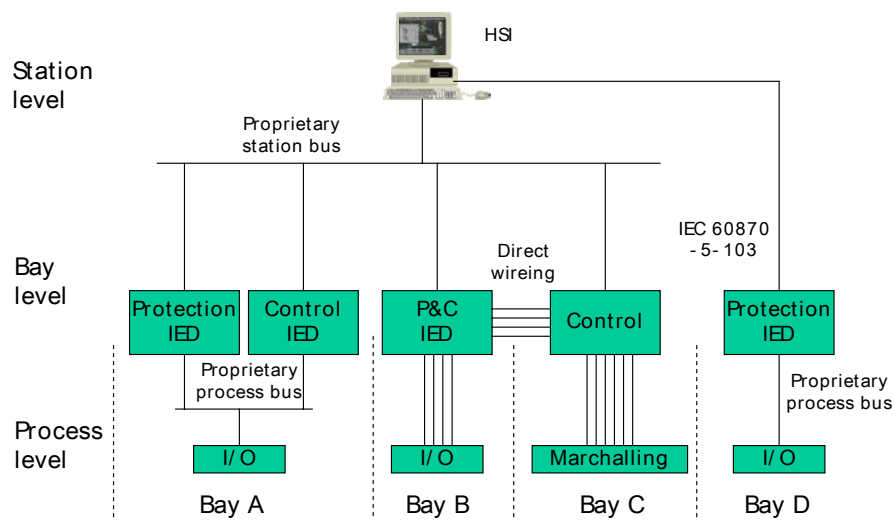 HSI
Station
level
Proprietary
station bus
IEC 60870
-5-103
Direct
wireing
Bay
level
Protection
IED
Control
IED
P&C
IED
Control
Protection
IED
Proprietary
process bus
Proprietary
process bus
Process
level
I/O
I/O
Marchalling
I/O
Bay A
Bay B
Bay C
Bay D